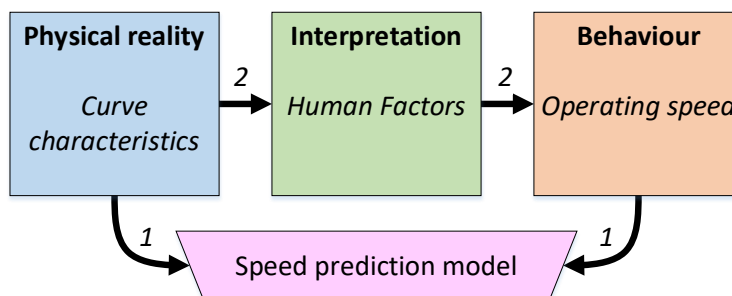 Physical reality
Interpretation
Behaviour
2
2
Curve
characteristics
Human Factors
Operating speed
1
1
Speed prediction model